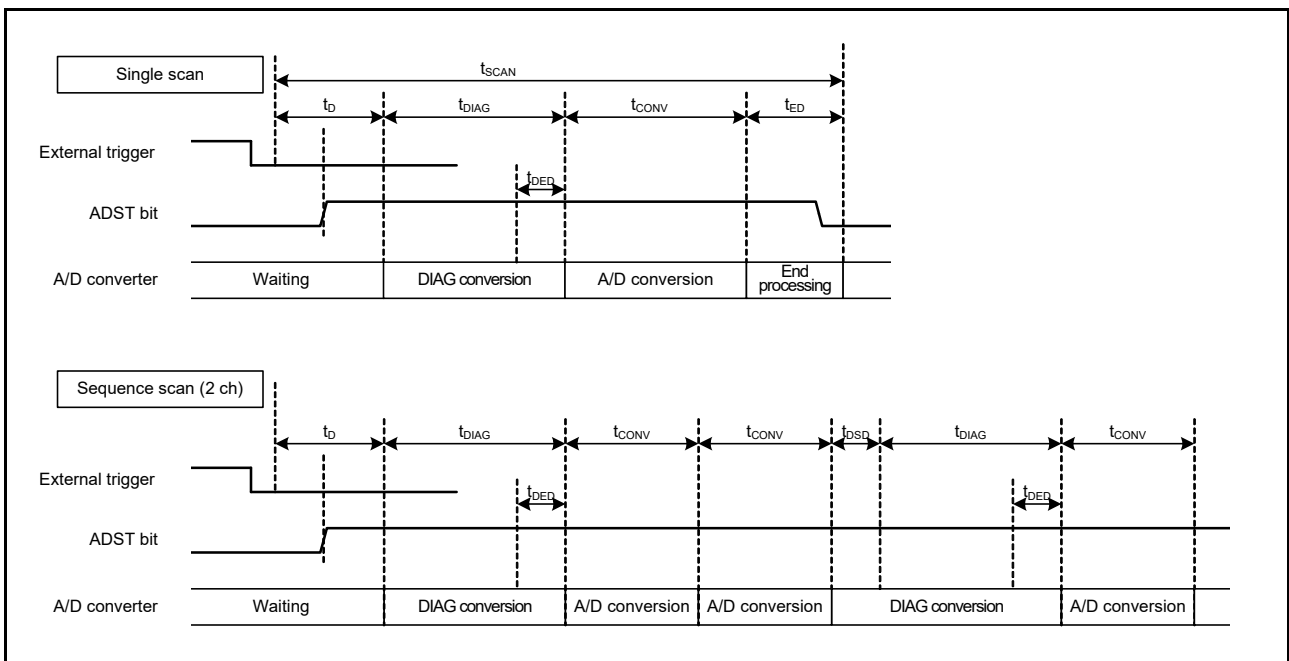 Single scan
tSCAN
tD tDIAG tCONV tED
External trigger
tDED
ADST bit
A/D converter Waiting DIAG conversion A/D conversion End processing
Sequence scan (2 ch)
tD tDIAG tCONV tCONV tDSD tDIAG tCONV
External trigger
tDED tDED
ADST bit
A/D converter Waiting DIAG conversion A/D conversion A/D conversion DIAG conversion A/D conversion